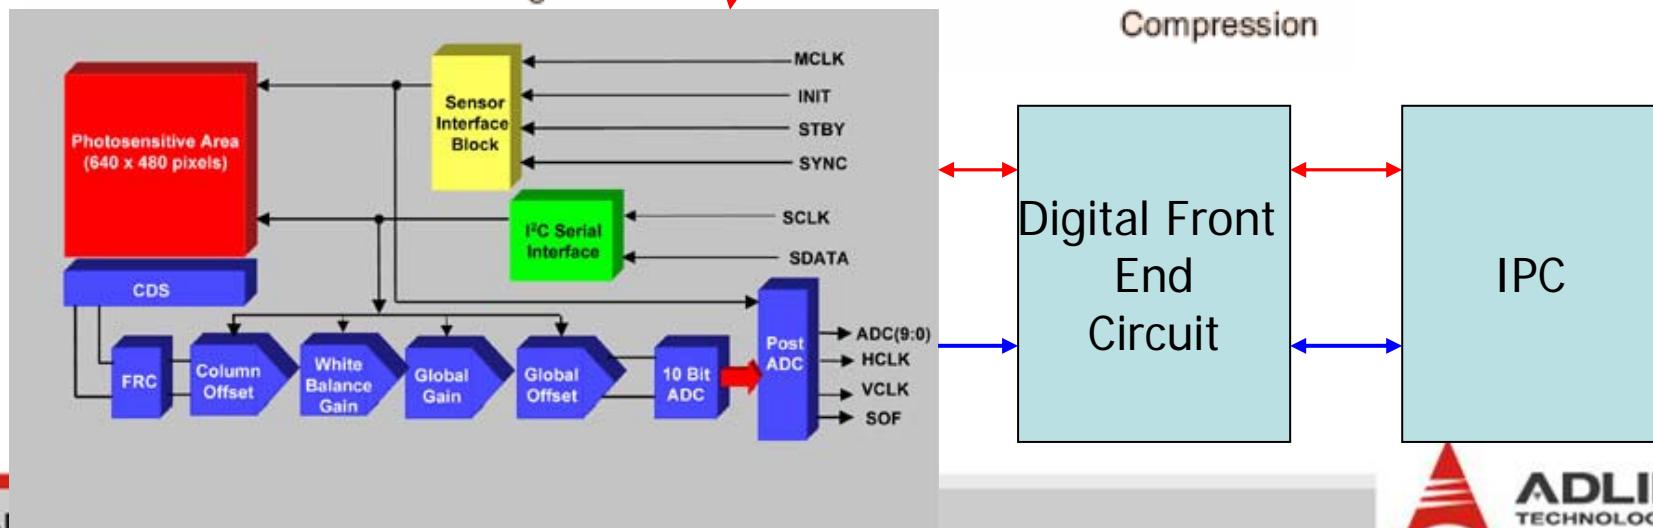 Compression
MCLK
INIT
STBY
SYNC
Sensor
Interface
Block
Photosensitive Area
(640 x 480 pixels)
SCLK
SDATA
I²C Serial
Interface
CDS
FRC
Column
Offset
White
Balance
Gain
Global
Gain
Global
Offset
10 Bit
ADC
Post
ADC
ADC(9:0)
HCLK
VCLK
SOF
Digital Front
End
Circuit
IPC